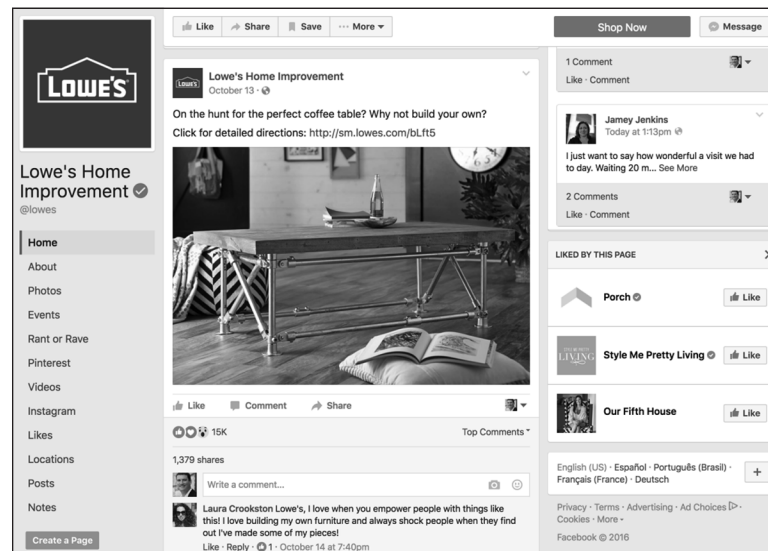 Like
Share
Save
More
Shop Now
Message
LOWE'S
Lowe's Home
Improvement
@lowes
Home
About
Photos
Events
Rant or Rave
Pinterest
Videos
Instagram
Likes
Locations
Posts
Notes
Create a Page
LOWE'S
Lowe's Home Improvement
October 13 ·
On the hunt for the perfect coffee table? Why not build your own?
Click for detailed directions: http://sm.lowes.com/bLft5
Like
Comment
Share
15K
Top Comments
1,379 shares
Write a comment...
Laura Crookston Lowe's, I love when you empower people with things like
this! I love building my own furniture and always shock people when they find
out I've made some of my pieces!
Like · Reply · 1 · October 14 at 7:40pm
1 Comment
Like · Comment
Jamey Jenkins
Today at 1:13pm
I just want to say how wonderful a visit we had
to day. Waiting 20 m... See More
2 Comments
Like · Comment
LIKED BY THIS PAGE
Porch
Like
STYLE ME PRETTY
LIVING
Style Me Pretty Living
Like
Our Fifth House
Like
English (US) · Español · Português (Brasil) ·
Français (France) · Deutsch
+
Privacy · Terms · Advertising · Ad Choices
Cookies · More
Facebook © 2016